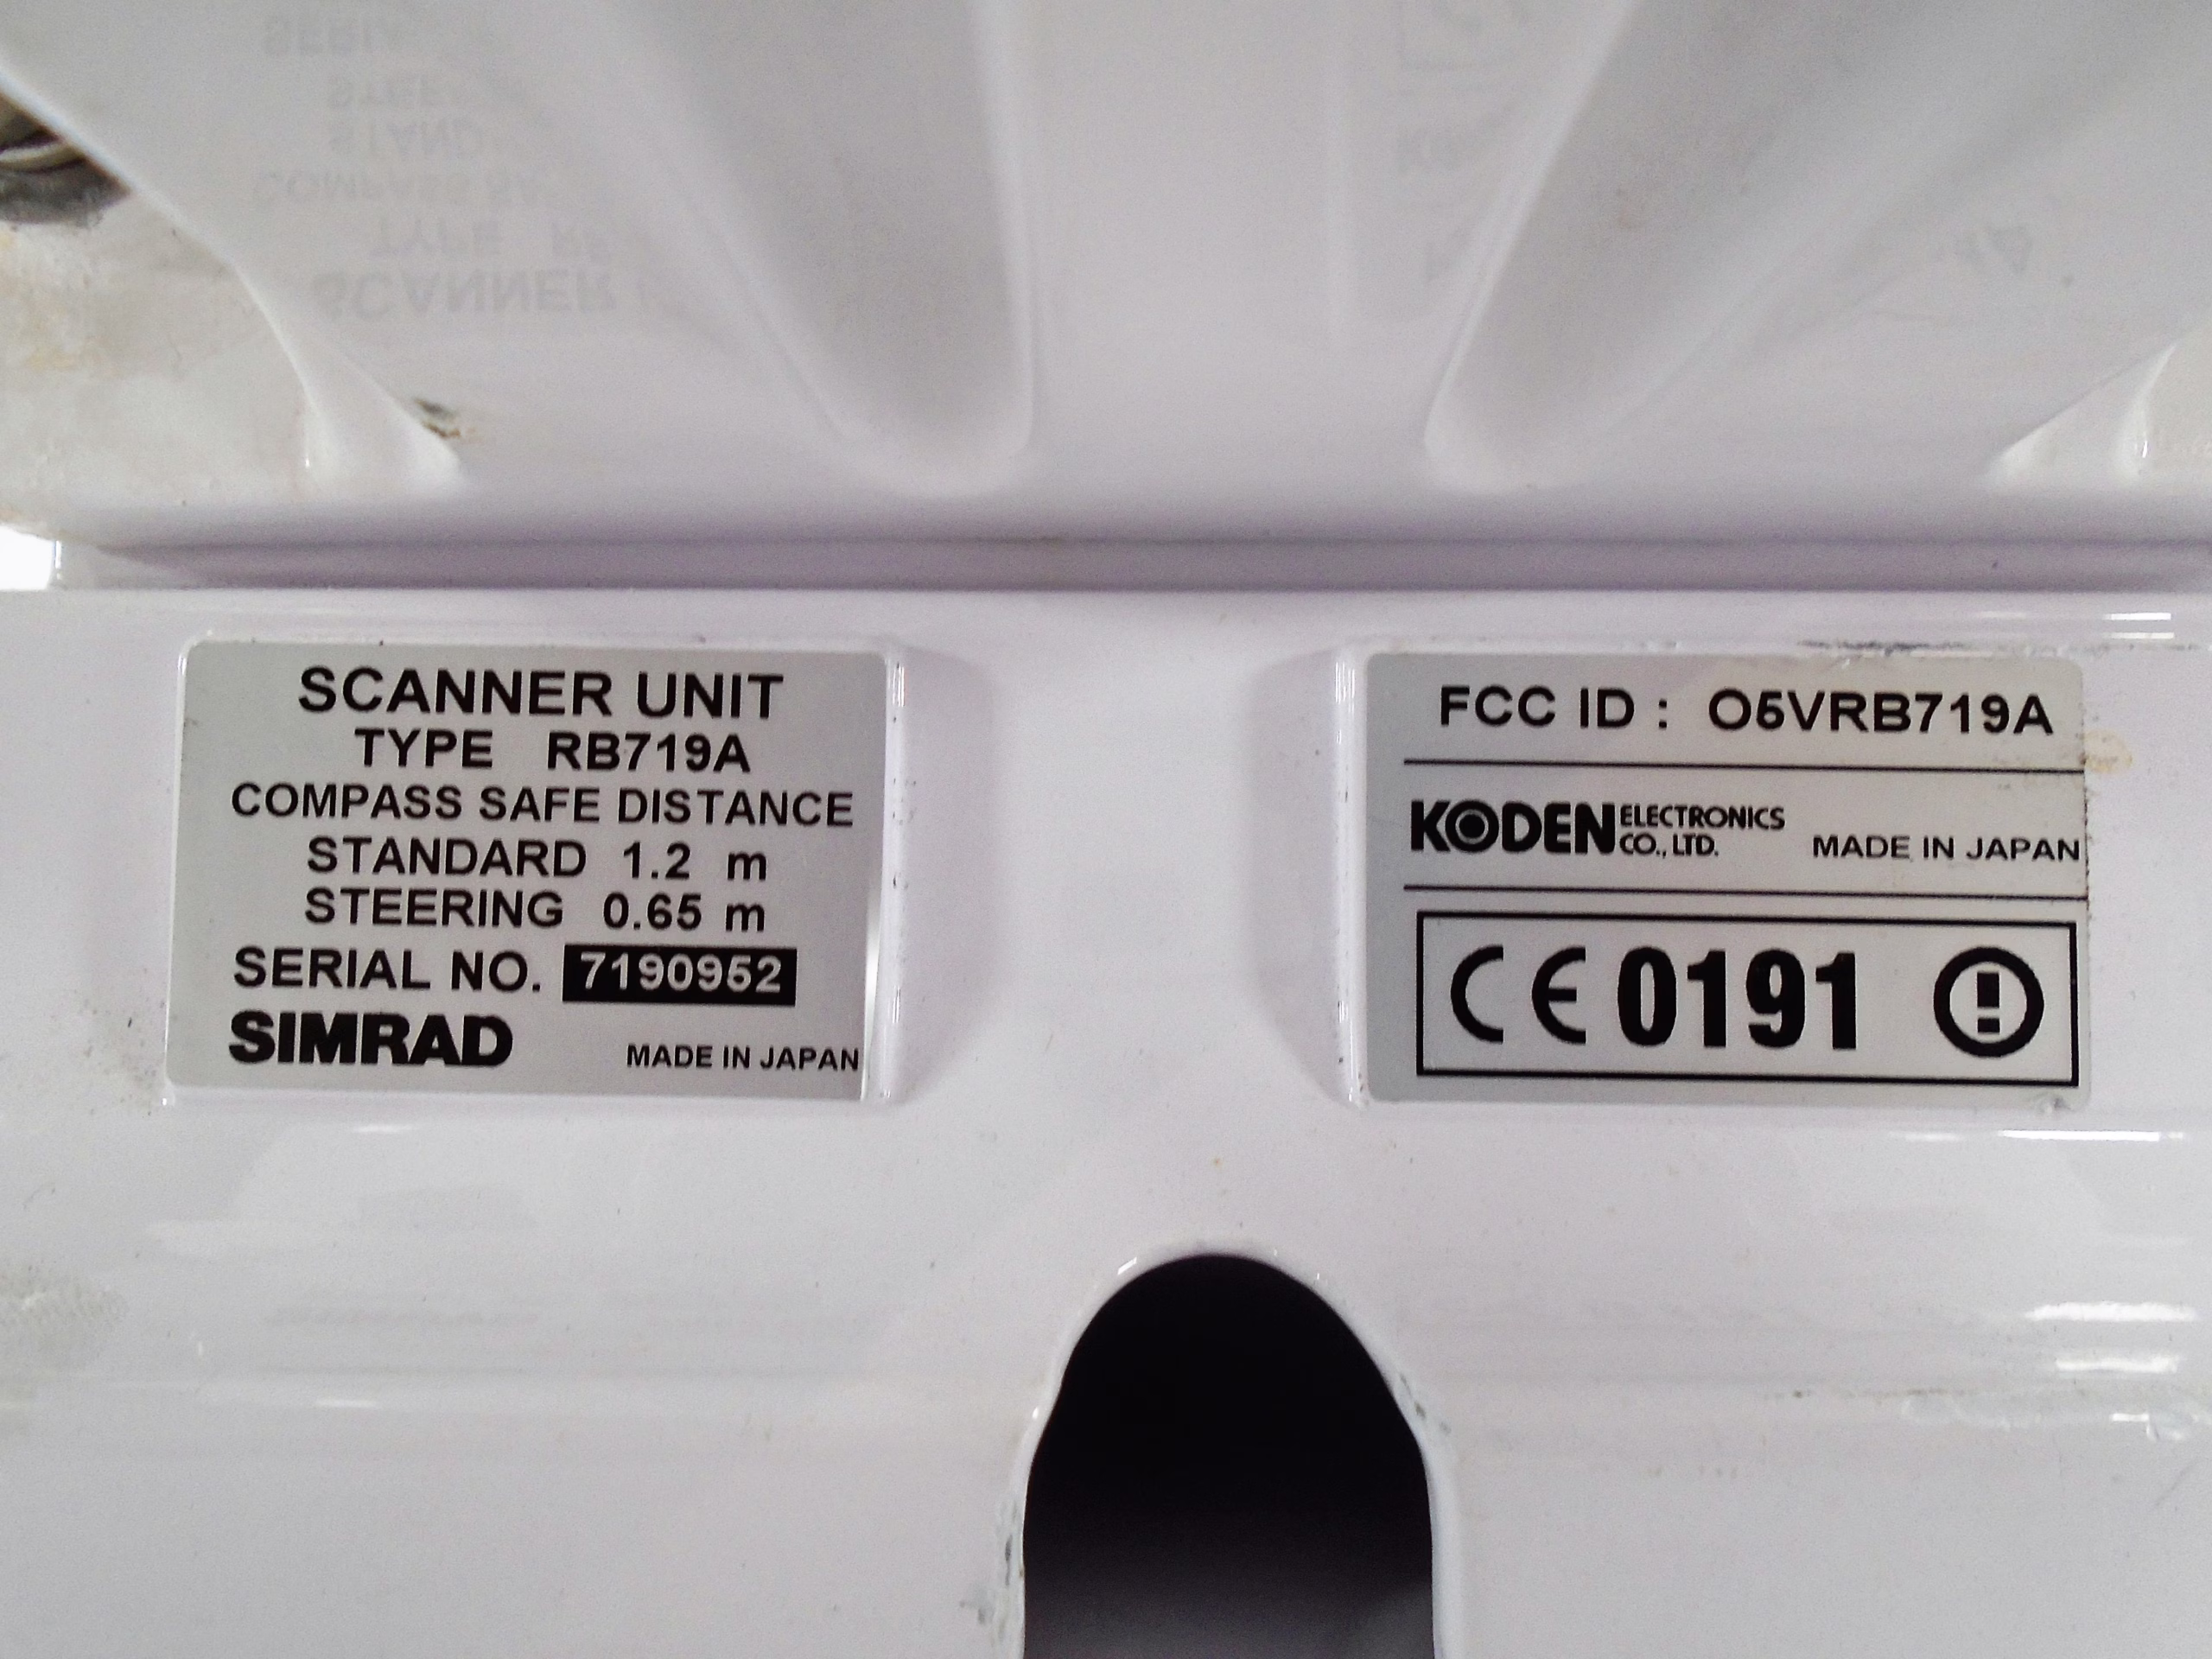 SCANNER UNIT
TYPE RB719A
COMPASS SAFE DISTANCE
STANDARD 1.2 m
STEERING 0.65 m
SERIAL NO. 7190952
SIMRAD MADE IN JAPAN
FCC ID : O5VRB719A
KODEN ELECTRONICS CO., LTD. MADE IN JAPAN
CE 0191